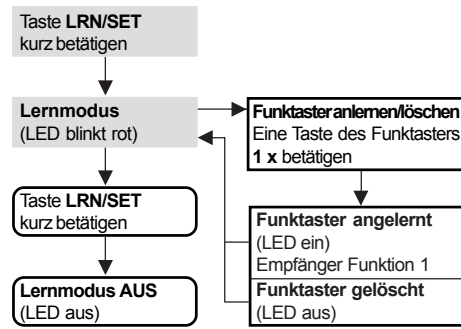 Taste LRN/SET
kurz betätigen
Lernmodus
(LED blinkt rot)
Taste LRN/SET
kurz betätigen
Lernmodus AUS
(LED aus)
Funktaster anlernen/löschen
Eine Taste des Funktasters
1 x betätigen
Funktaster angelernt
(LED ein)
Empfänger Funktion 1
Funktaster gelöscht
(LED aus)